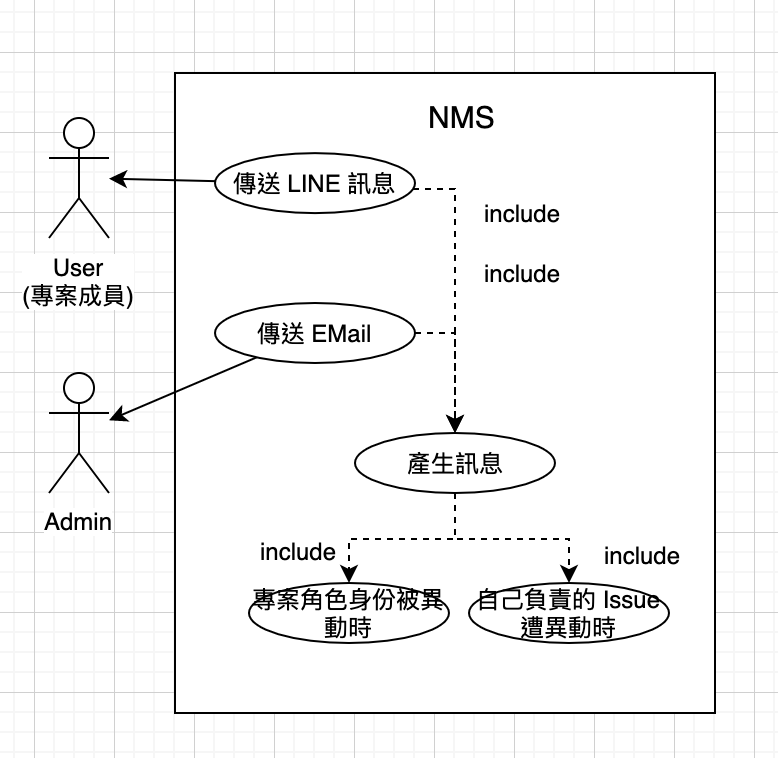 NMS
傳送 LINE 訊息
include
User
(專案成員)
include
傳送 EMail
產生訊息
Admin
include
include
專案角色身份被異
動時
自己負責的 Issue
遭異動時